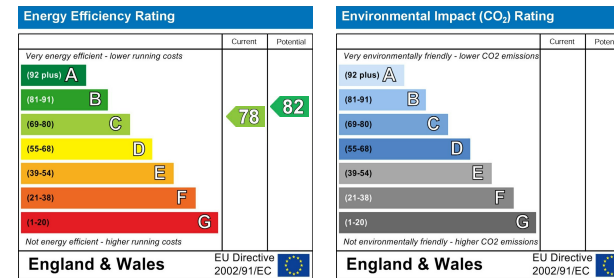 Energy Efficiency Rating
Current Potential
Very energy efficient - lower running costs
(92 plus) A
(81-91) B
(69-80) C
(55-68) D
(39-54) E
(21-38) F
(1-20) G
78
82
Not energy efficient - higher running costs
England & Wales
EU Directive
2002/91/EC
Environmental Impact (CO₂) Rating
Current Poten
Very environmentally friendly - lower CO2 emissions
(92 plus) A
(81-91) B
(69-80) C
(55-68) D
(39-54) E
(21-38) F
(1-20) G
Not environmentally friendly - higher CO2 emissions
England & Wales
EU Directive
2002/91/EC